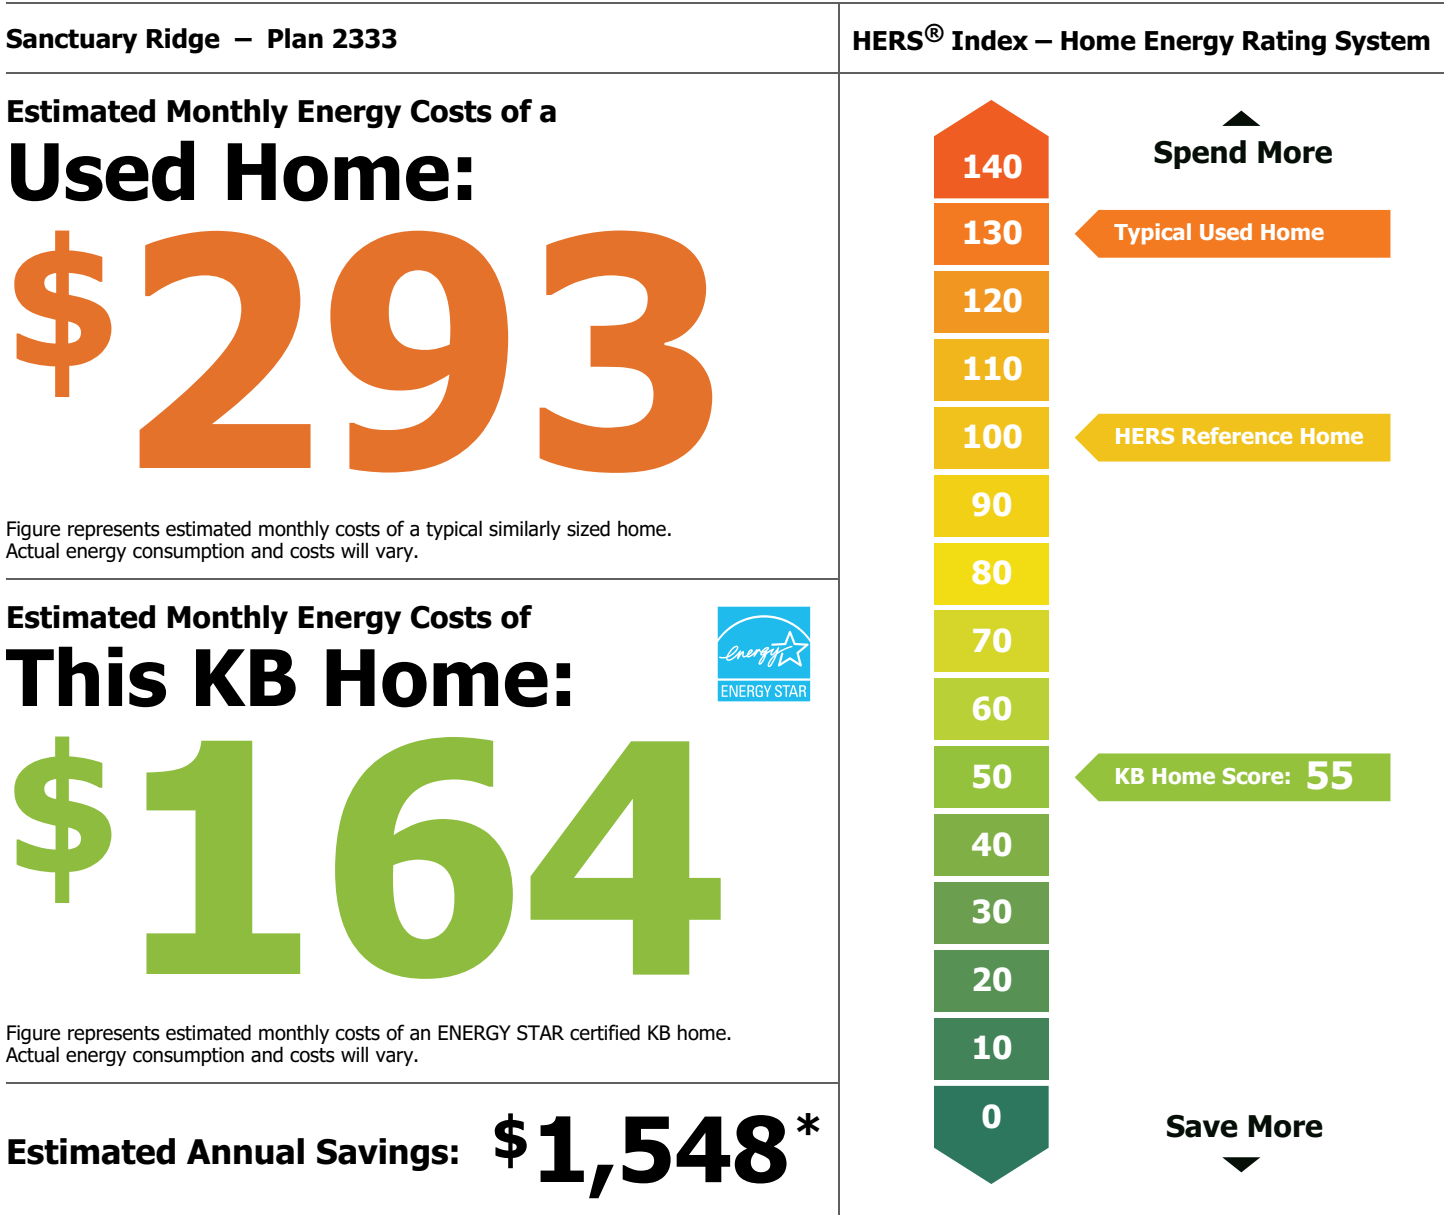 Sanctuary Ridge – Plan 2333
Estimated Monthly Energy Costs of a
Used Home:
$293
Figure represents estimated monthly costs of a typical similarly sized home.
Actual energy consumption and costs will vary.
Estimated Monthly Energy Costs of
This KB Home:
energy
ENERGY STAR
$164
Figure represents estimated monthly costs of an ENERGY STAR certified KB home.
Actual energy consumption and costs will vary.
Estimated Annual Savings: $1,548*
HERS® Index – Home Energy Rating System
Spend More
140
130 Typical Used Home
120
110
100 HERS Reference Home
90
80
70
60
50 KB Home Score: 55
40
30
20
10
0
Save More